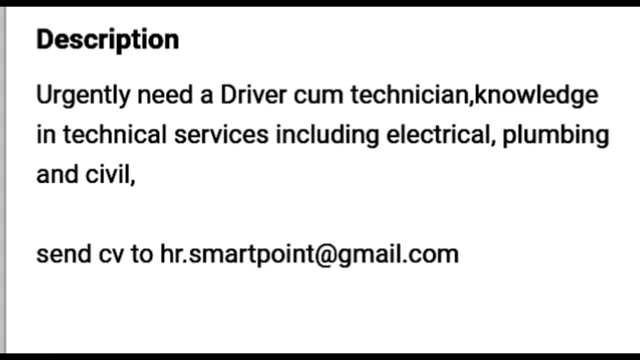 Description
Urgently need a Driver cum technician,knowledge
in technical services including electrical, plumbing
and civil,
send cv to hr.smartpoint@gmail.com